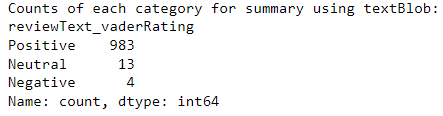 Counts of each category for summary using textBlob:
reviewText_vaderRating
Positive    983
Neutral      13
Negative      4
Name: count, dtype: int64